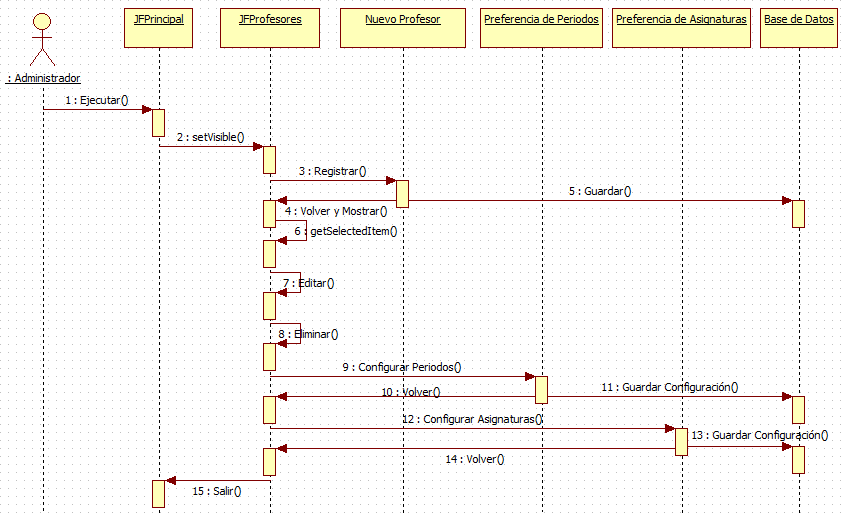 JFPrincipal
JFProfesores
Nuevo Profesor
Preferencia de Periodos
Preferencia de Asignaturas
Base de Datos
: Administrador
1 : Ejecutar()
2 : setVisible()
3 : Registrar()
5 : Guardar()
4 : Volver y Mostrar()
6 : getSelectedItem()
7 : Editar()
8 : Eliminar()
9 : Configurar Periodos()
10 : Volver()
11 : Guardar Configuración()
12 : Configurar Asignaturas()
13 : Guardar Configuración()
14 : Volver()
15 : Salir()